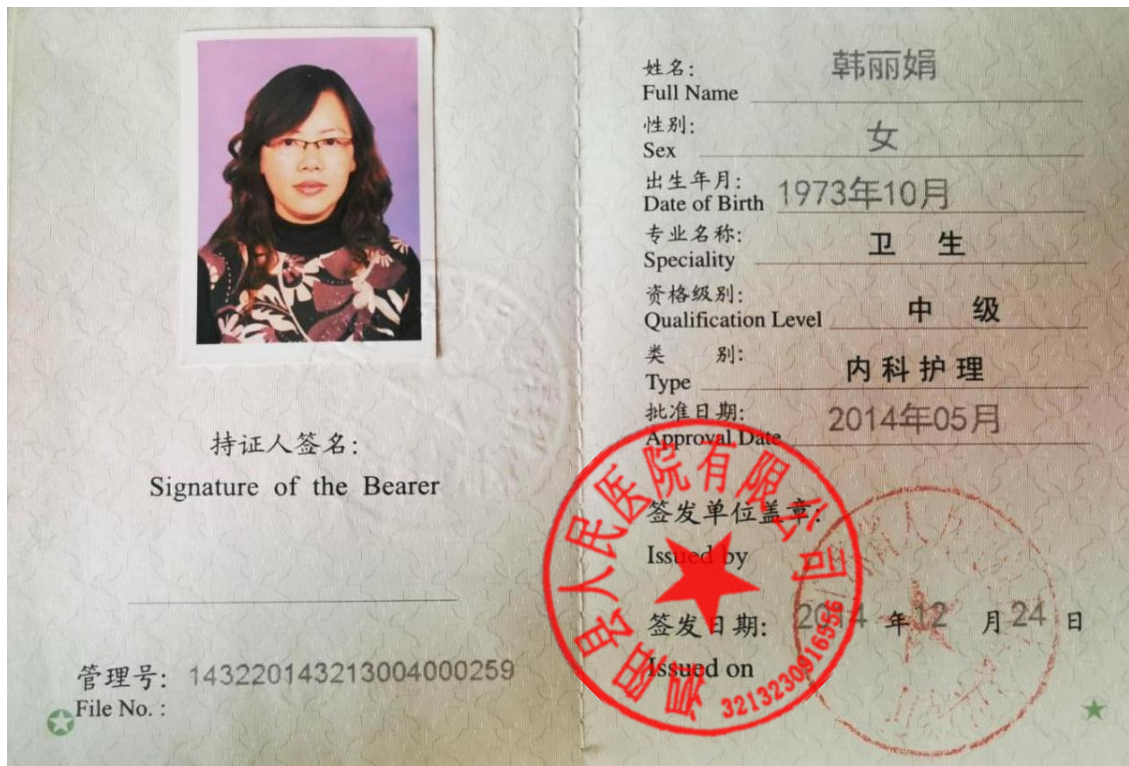 持证人签名:
Signature of the Bearer
管理号: 143220143213004000259
File No. :
姓名: 韩丽娟
Full Name
性别: 女
Sex
出生年月: 1973年10月
Date of Birth
专业名称: 卫 生
Speciality
资格级别: 中 级
Qualification Level
类 别: 内科护理
Type
批准日期: 2014年05月
Approval Date
签发单位盖章:
Issued by
签发日期: 2014 年 12 月 24 日
Issued on
泗阳县人民医院有限公司
3213230916556